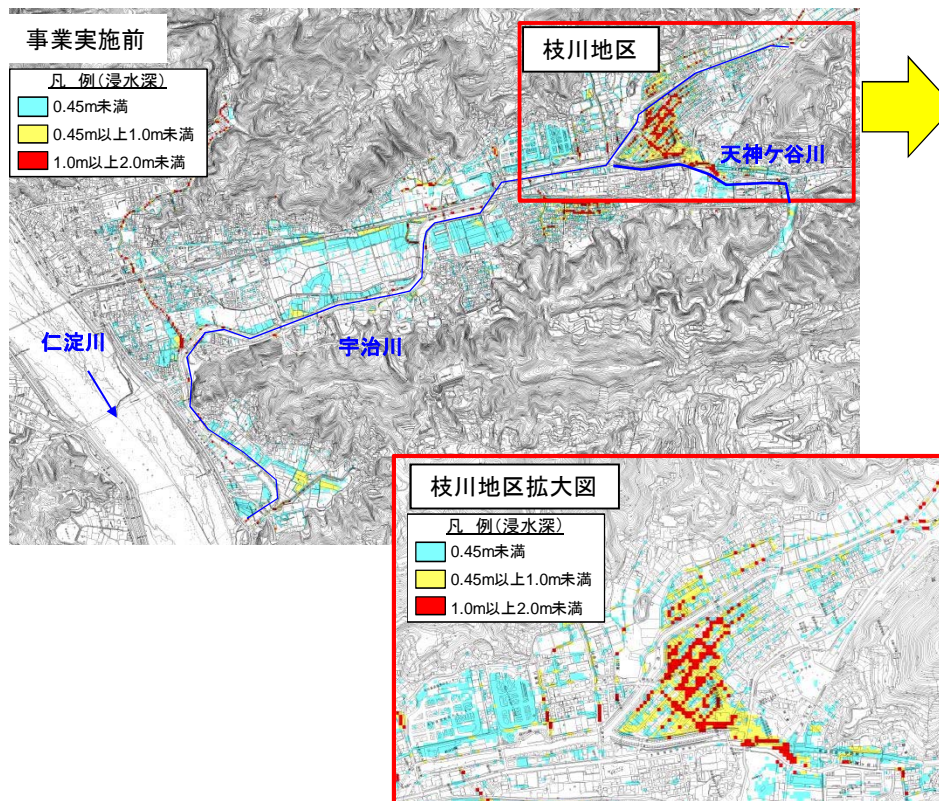 事業実施前
凡 例(浸水深)
0.45m未満
0.45m以上1.0m未満
1.0m以上2.0m未満
枝川地区
天神ケ谷川
仁淀川
宇治川
枝川地区拡大図
凡 例(浸水深)
0.45m未満
0.45m以上1.0m未満
1.0m以上2.0m未満